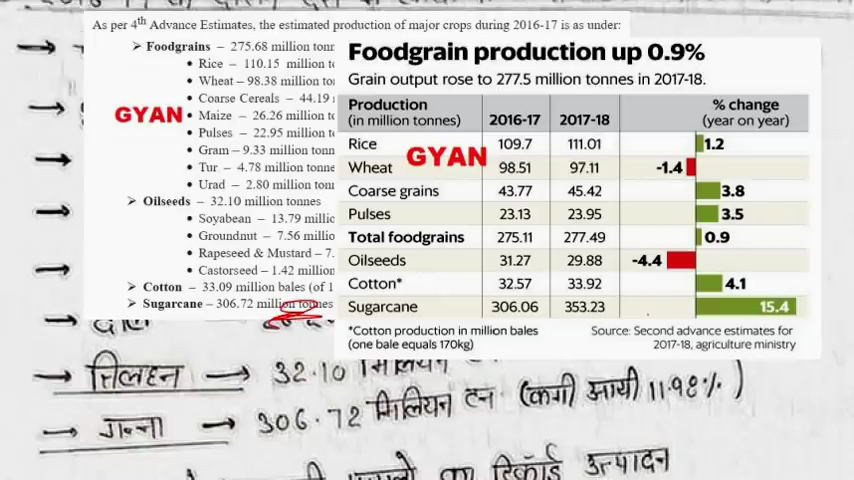 As per 4th Advance Estimates, the estimated production of major crops during 2016-17 is as under:
➢ Foodgrains – 275.68 million tonn
• Rice – 110.15 million to
• Wheat – 98.38 million to
• Coarse Cereals – 44.19
• Maize – 26.26 million to
• Pulses – 22.95 million to
• Gram – 9.33 million to
• Tur – 4.78 million tonn
• Urad – 2.80 million ton
➢ Oilseeds – 32.10 million tonnes
• Soyabean – 13.79 millio
• Groundnut – 7.56 millio
• Rapeseed & Mustard – 7.
• Castorseed – 1.42 million
➢ Cotton – 33.09 million bales (of 1
➢ Sugarcane – 306.72 million tonnes
GYAN
Foodgrain production up 0.9%
Grain output rose to 277.5 million tonnes in 2017-18.
Production (in million tonnes) 2016-17 2017-18 % change (year on year)
Rice 109.7 111.01 1.2
GYAN
Wheat 98.51 97.11 -1.4
Coarse grains 43.77 45.42 3.8
Pulses 23.13 23.95 3.5
Total foodgrains 275.11 277.49 0.9
Oilseeds 31.27 29.88 -4.4
Cotton* 32.57 33.92 4.1
Sugarcane 306.06 353.23 15.4
*Cotton production in million bales
(one bale equals 170kg)
Source: Second advance estimates for
2017-18, agriculture ministry
→ तिलहन → 32.10 मिलियन टन
→ गन्ना → 306.72 मिलियन टन (कमी आयी 11.98%)
का रिकॉर्ड उत्पादन